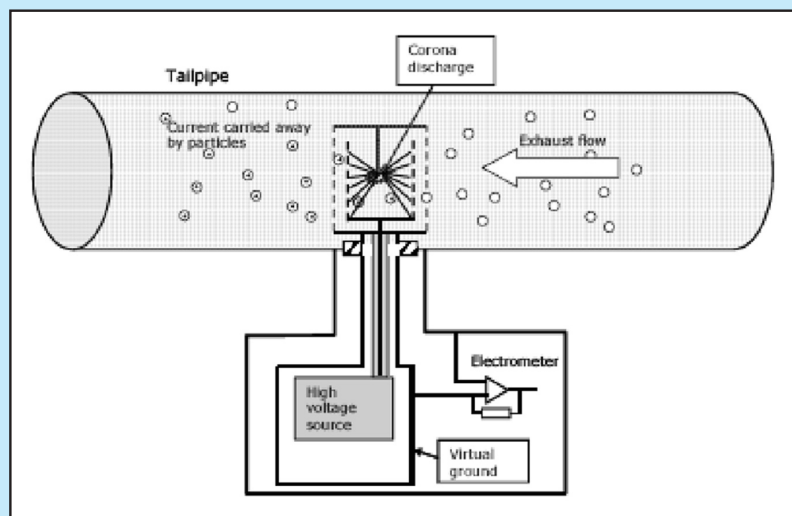 Corona
discharge
Tailpipe
Current carried away
by particles
Exhaust flow
Electrometer
High
voltage
source
Virtual
ground